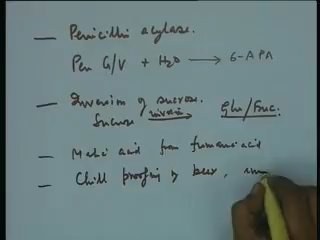 — Penicillin acylase.
Pen G/V + H₂O ⟶ 6-APA
— Inversion of sucrose.
Sucrose ⟶ Glu/Fruc.
— Malic acid from fumaric acid
— Chill proofing of beer,